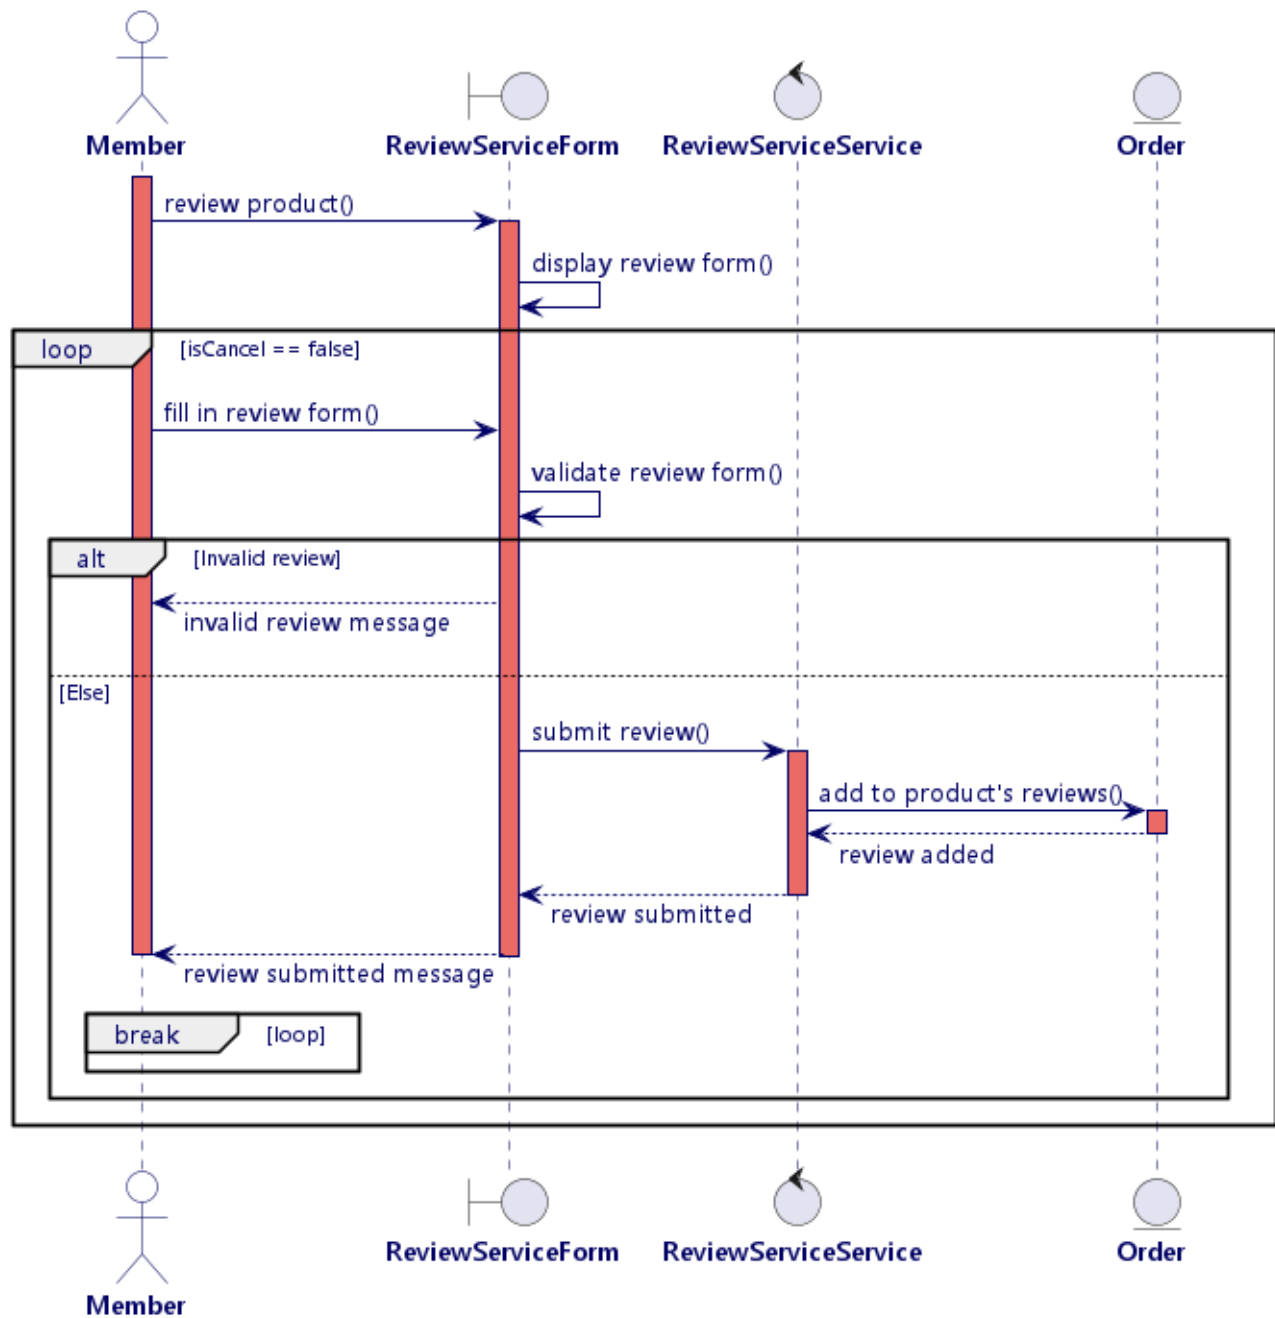 Member
ReviewServiceForm
ReviewServiceService
Order
review product()
display review form()
loop
[isCancel == false]
fill in review form()
validate review form()
alt
[Invalid review]
invalid review message
[Else]
submit review()
add to product's reviews()
review added
review submitted
review submitted message
break
[loop]
ReviewServiceForm
ReviewServiceService
Order
Member